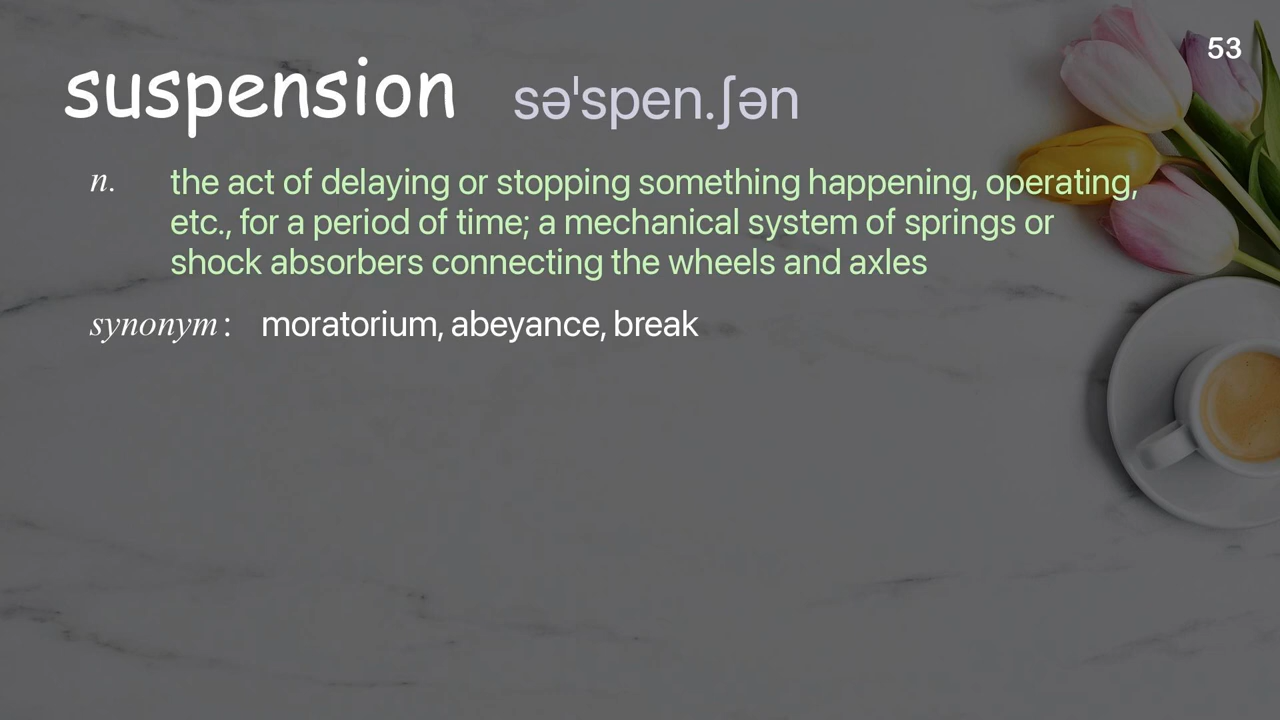 53
suspension səˈspen.ʃən
n. the act of delaying or stopping something happening, operating,
etc., for a period of time; a mechanical system of springs or
shock absorbers connecting the wheels and axles
synonym: moratorium, abeyance, break